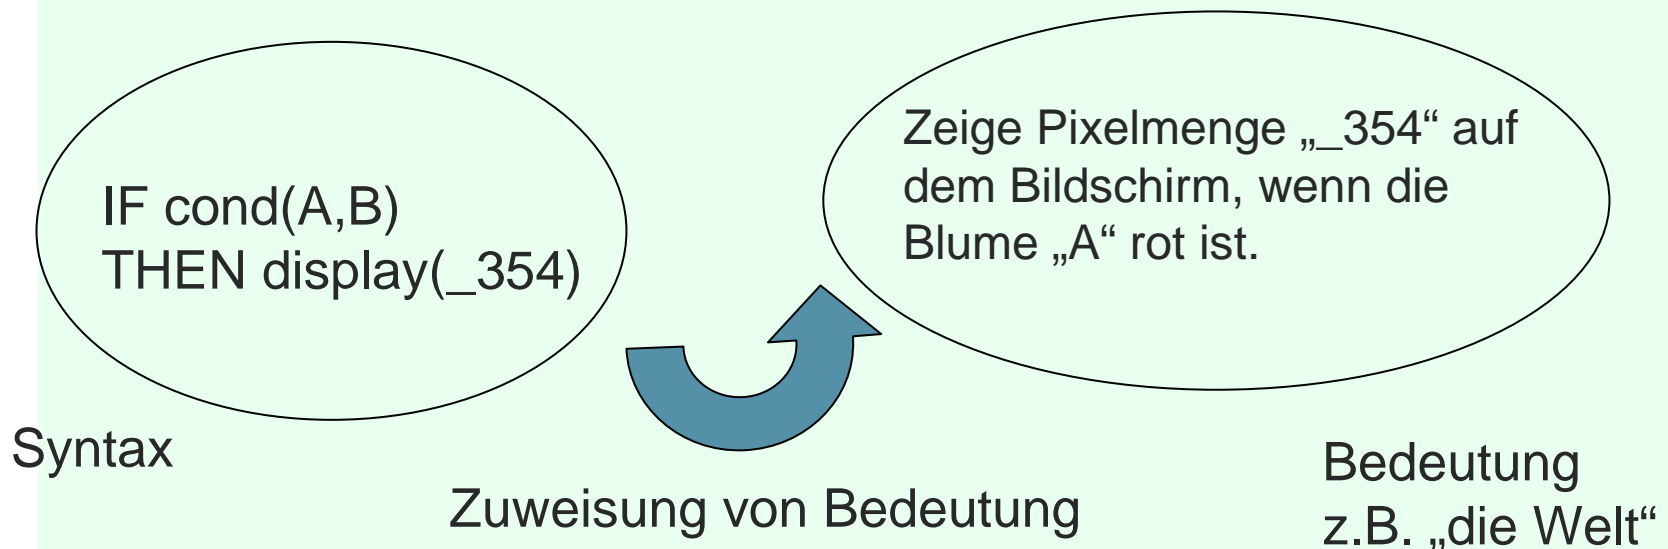 IF cond(A,B)
THEN display(_354)
Zeige Pixelmenge „_354“ auf
dem Bildschirm, wenn die
Blume „A“ rot ist.
Syntax
Zuweisung von Bedeutung
Bedeutung
z.B. „die Welt“